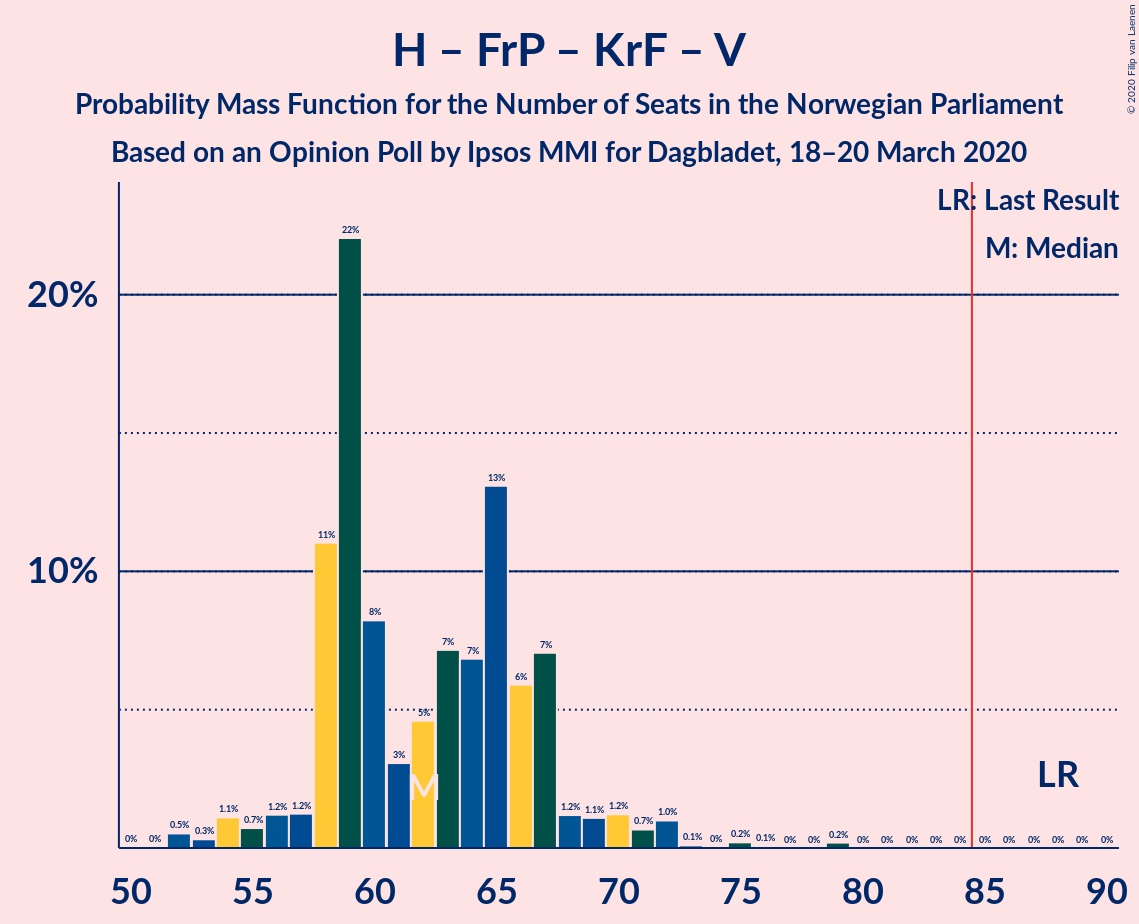 H – FrP – KrF – V
Probability Mass Function for the Number of Seats in the Norwegian Parliament
Based on an Opinion Poll by Ipsos MMI for Dagbladet, 18–20 March 2020
© 2020 Filip van Laenen
LR: Last Result
M: Median
20%
10%
0% 0% 0.5% 0.3% 1.1% 0.7% 1.2% 1.2% 11% 22% 8% 3% 5% 7% 7% 13% 6% 7% 1.2% 1.1% 1.2% 0.7% 1.0% 0.1% 0% 0.2% 0.1% 0% 0% 0.2% 0% 0% 0% 0% 0% 0% 0% 0% 0% 0% 0%
M
LR
50 55 60 65 70 75 80 85 90